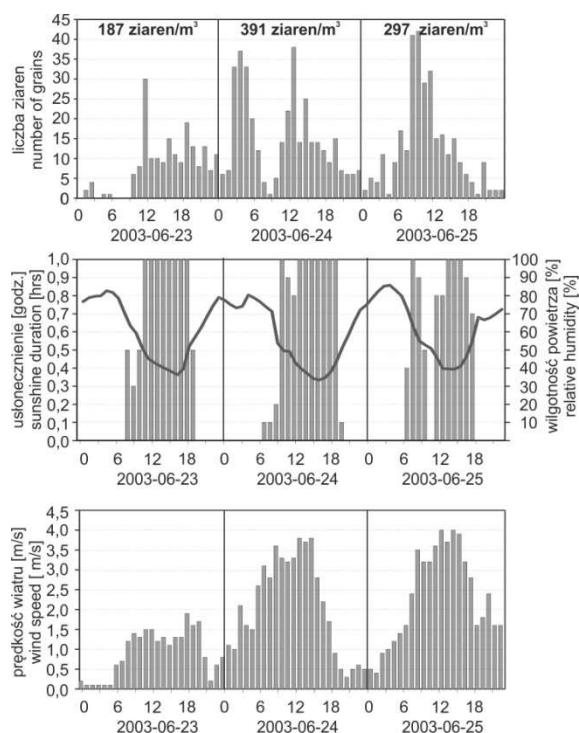 187 ziaren/m³ 391 ziaren/m³ 297 ziaren/m³
liczba ziaren
number of grains
45
40
35
30
25
20
15
10
5
0
0 6 12 18 0 6 12 18 0 6 12 18
2003-06-23 2003-06-24 2003-06-25
usłonecznienie [godz.]
sunshine duration [hrs]
1,0
0,9
0,8
0,7
0,6
0,5
0,4
0,3
0,2
0,1
0,0
100
90
80
70
60
50
40
30
20
10
0
wilgotność powietrza [%]
relative humidity [%]
0 6 12 18 0 6 12 18 0 6 12 18
2003-06-23 2003-06-24 2003-06-25
prędkość wiatru [m/s]
wind speed [ m/s]
4,5
4,0
3,5
3,0
2,5
2,0
1,5
1,0
0,5
0,0
0 6 12 18 0 6 12 18 0 6 12 18
2003-06-23 2003-06-24 2003-06-25